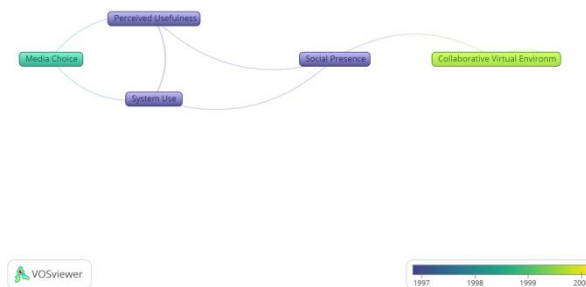 Perceived Usefulness
Media Choice
Social Presence
Collaborative Virtual Environm
System Use
VOSviewer
1997 1998 1999 200